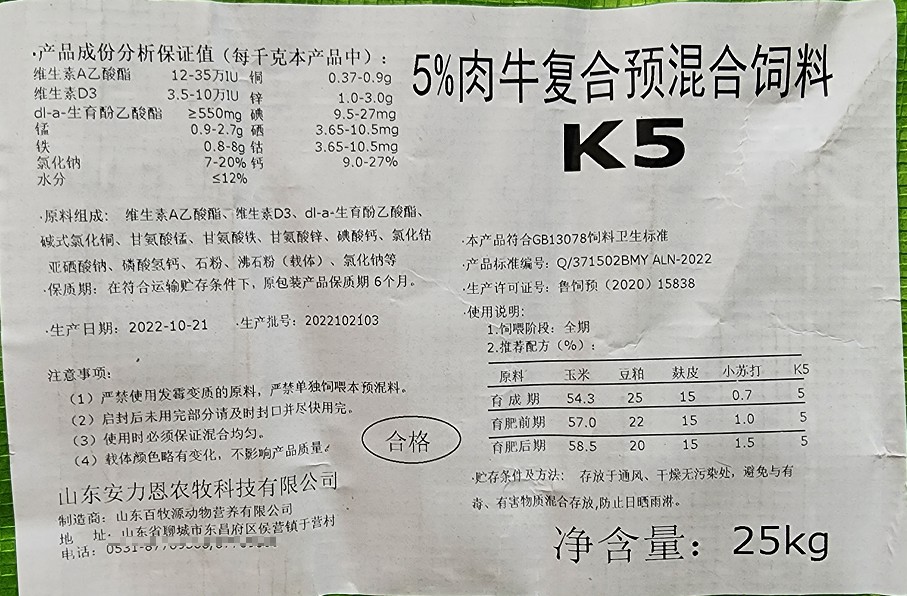 ·产品成份分析保证值（每千克本产品中）：
维生素A乙酸酯 12-35万IU 铜 0.37-0.9g
维生素D3 3.5-10万IU 锌 1.0-3.0g
dl-a-生育酚乙酸酯 ≥550mg 碘 9.5-27mg
锰 0.9-2.7g 硒 3.65-10.5mg
铁 0.8-8g 钴 3.65-10.5mg
氯化钠 7-20% 钙 9.0-27%
水分 ≤12%
·原料组成： 维生素A乙酸酯、维生素D3、dl-a-生育酚乙酸酯、
碱式氯化铜、甘氨酸锰、甘氨酸铁、甘氨酸锌、碘酸钙、氯化钴
亚硒酸钠、磷酸氢钙、石粉、沸石粉（载体）、氯化钠等
·保质期：在符合运输贮存条件下，原包装产品保质期 6个月。
·生产日期：2022-10-21 ·生产批号：2022102103
注意事项：
（1）严禁使用发霉变质的原料，严禁单独饲喂本预混料。
（2）启封后未用完部分请及时封口并尽快用完。
（3）使用时必须保证混合均匀。
（4）载体颜色略有变化，不影响产品质量。
合格
山东安力恩农牧科技有限公司
制造商：山东百牧源动物营养有限公司
地 址：山东省聊城市东昌府区侯营镇于营村
电话：0531-87769566,
5%肉牛复合预混合饲料
K5
·本产品符合GB13078饲料卫生标准
·产品标准编号：Q/371502BMY ALN-2022
·生产许可证号：鲁饲预（2020）15838
·使用说明：
1.饲喂阶段：全期
2.推荐配方（%）：
原料 玉米 豆粕 麸皮 小苏打 K5
育成期 54.3 25 15 0.7 5
育肥前期 57.0 22 15 1.0 5
育肥后期 58.5 20 15 1.5 5
·贮存条件及方法： 存放于通风、干燥无污染处，避免与有
毒、有害物质混合存放,防止日晒雨淋。
净含量：25kg